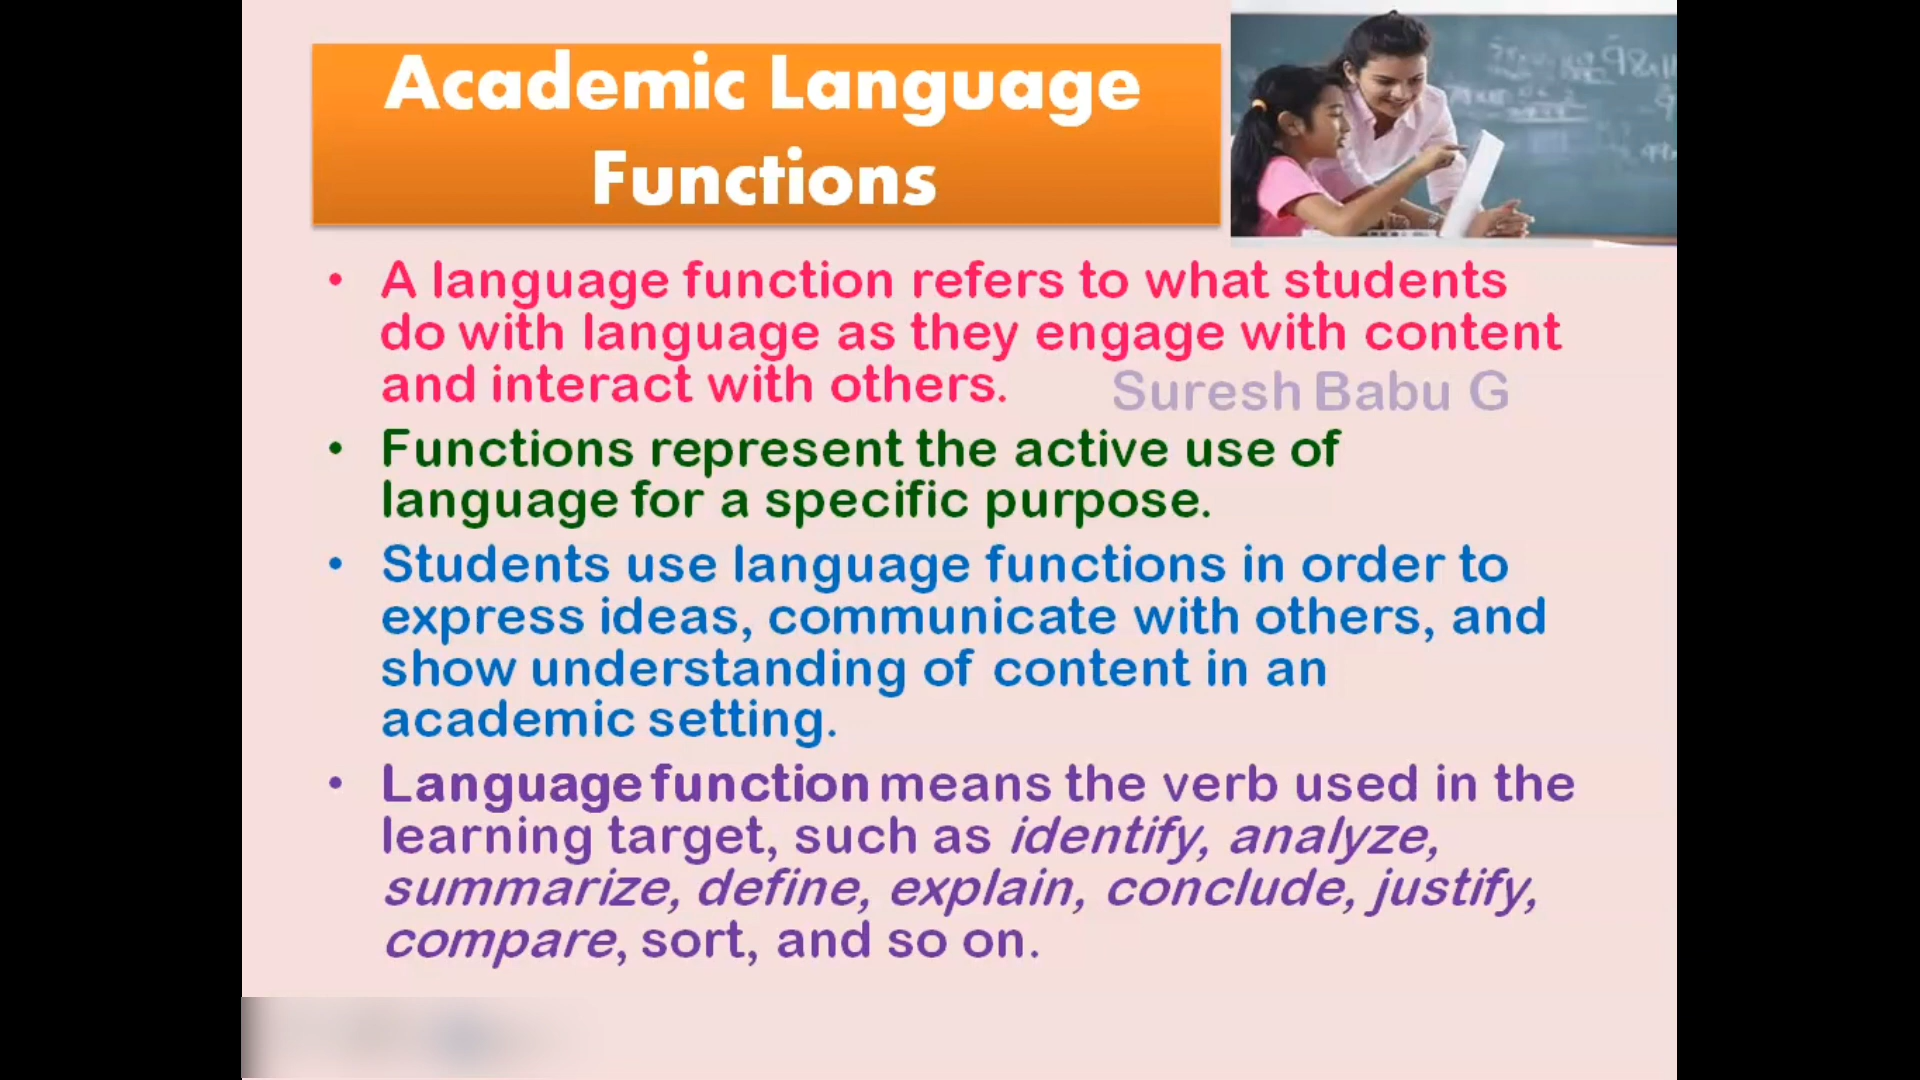 Academic Language
Functions
• A language function refers to what students
do with language as they engage with content
and interact with others.
Suresh Babu G
• Functions represent the active use of
language for a specific purpose.
• Students use language functions in order to
express ideas, communicate with others, and
show understanding of content in an
academic setting.
• Language function means the verb used in the
learning target, such as identify, analyze,
summarize, define, explain, conclude, justify,
compare, sort, and so on.